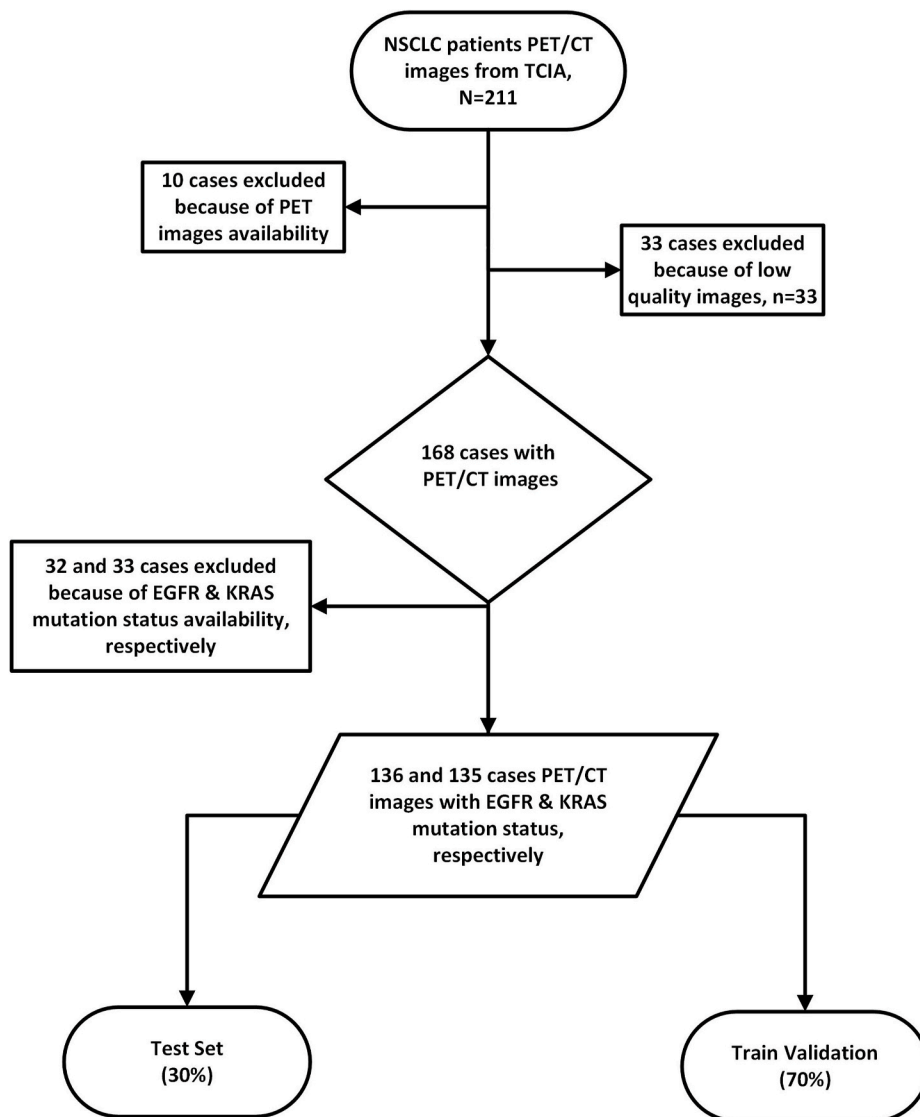 NSCLC patients PET/CT
images from TCIA,
N=211
10 cases excluded
because of PET
images availability
33 cases excluded
because of low
quality images, n=33
168 cases with
PET/CT images
32 and 33 cases excluded
because of EGFR & KRAS
mutation status availability,
respectively
136 and 135 cases PET/CT
images with EGFR & KRAS
mutation status,
respectively
Test Set
(30%)
Train Validation
(70%)